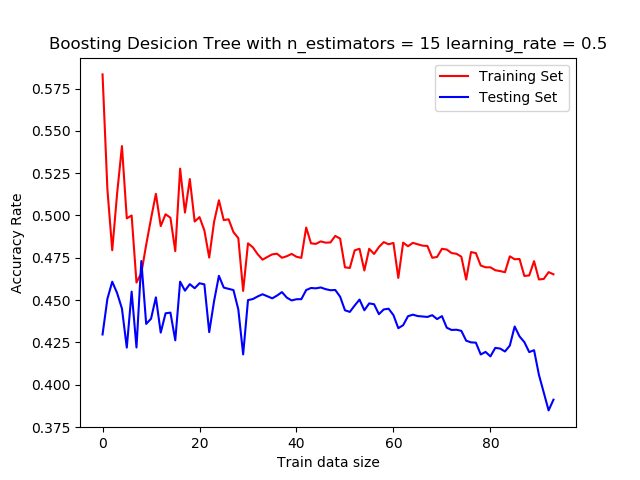 Boosting Desicion Tree with n_estimators = 15 learning_rate = 0.5
Training Set
Testing Set
0.575
0.550
0.525
0.500
0.475
0.450
0.425
0.400
0.375
Accuracy Rate
0 20 40 60 80
Train data size